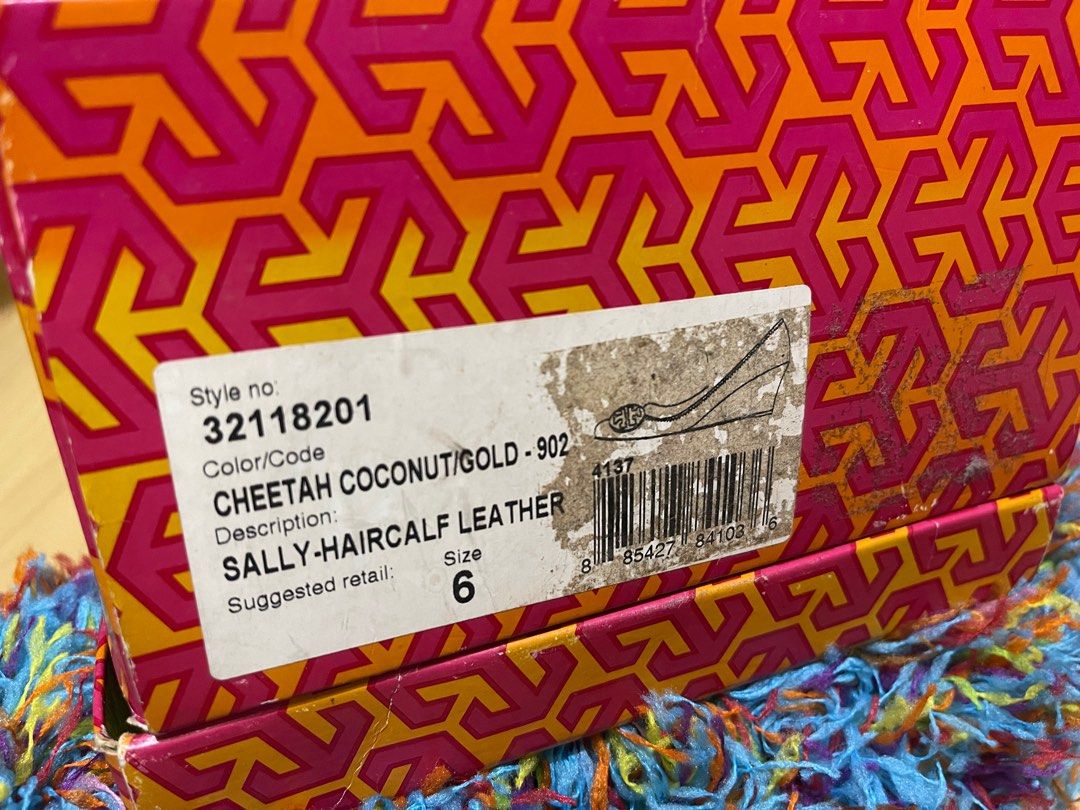 Style no:
32118201
Color/Code
CHEETAH COCONUT/GOLD - 902
Description:
SALLY-HAIRCALF LEATHER
Suggested retail:
Size
6
4137
8 85427 84103 6